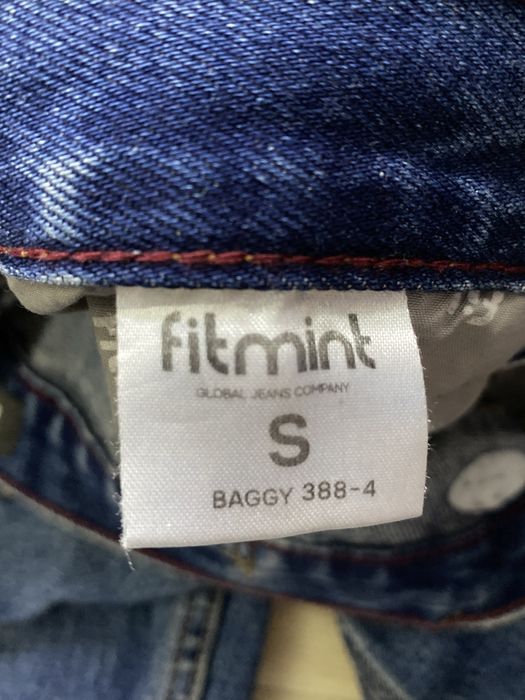 fitmint
GLOBAL JEANS COMPANY
S
BAGGY 388-4